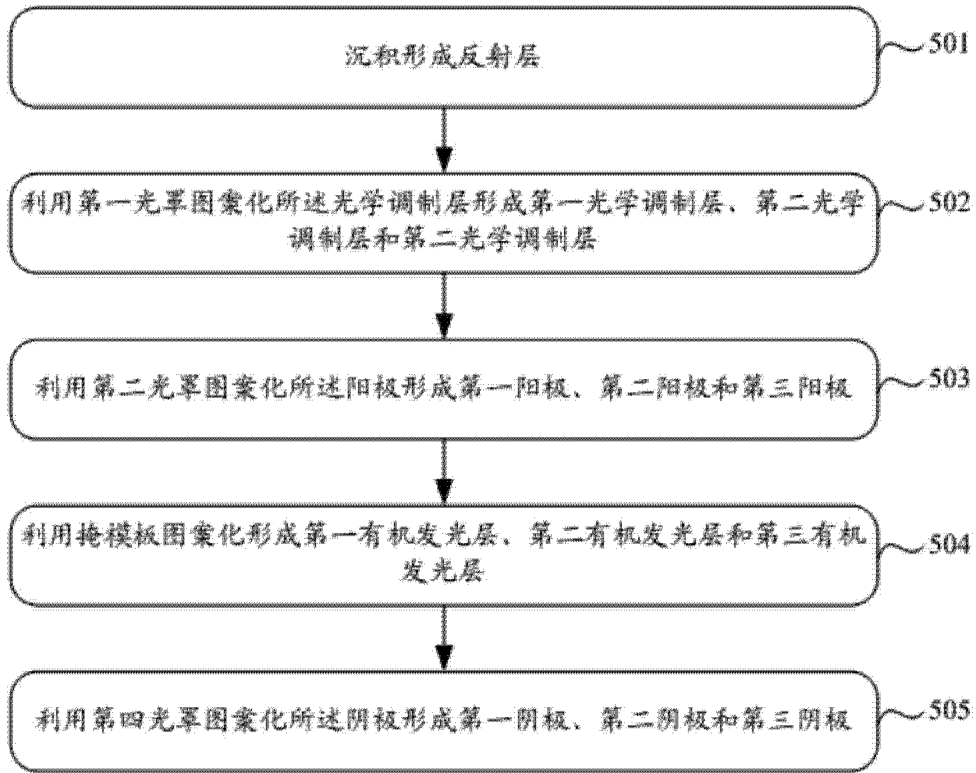 沉积形成反射层
501
利用第一光罩图案化所述光学调制层形成第一光学调制层、第二光学
调制层和第二光学调制层
502
利用第二光罩图案化所述阳极形成第一阳极、第二阳极和第三阳极
503
利用掩模板图案化形成第一有机发光层、第二有机发光层和第三有机
发光层
504
利用第四光罩图案化所述阴极形成第一阴极、第二阴极和第三阴极
505